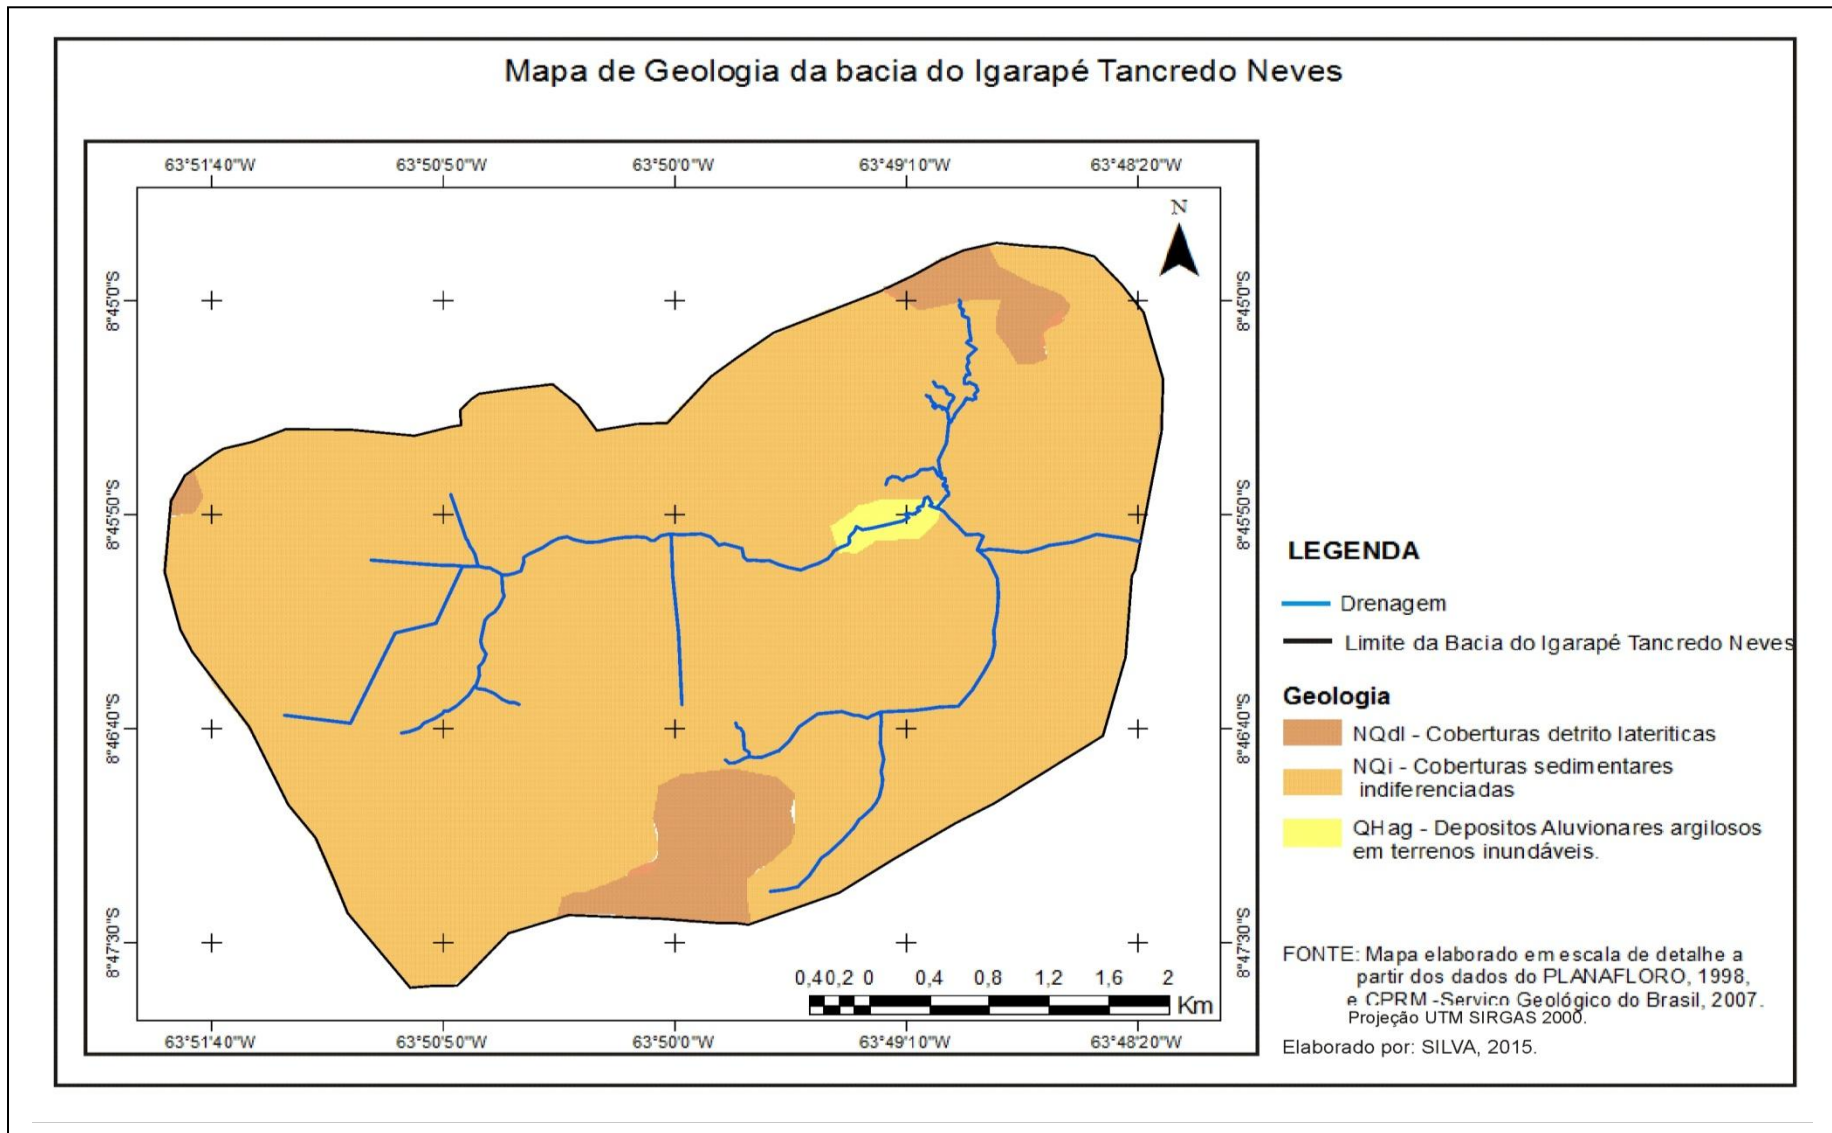 Mapa de Geologia da bacia do Igarapé Tancredo Neves
63°51'40"W 63°50'50"W 63°50'0"W 63°49'10"W 63°48'20"W
N
8°45'0"S 8°45'0"S
8°45'50"S 8°45'50"S
8°46'40"S 8°46'40"S
8°47'30"S 8°47'30"S
0,4 0,2 0 0,4 0,8 1,2 1,6 2
Km
63°51'40"W 63°50'50"W 63°50'0"W 63°49'10"W 63°48'20"W
LEGENDA
Drenagem
Limite da Bacia do Igarapé Tancredo Neves
Geologia
NQdl - Coberturas detrito lateriticas
NQi - Coberturas sedimentares
indiferenciadas
QHag - Depositos Aluvionares argilosos
em terrenos inundáveis.
FONTE: Mapa elaborado em escala de detalhe a
partir dos dados do PLANAFLORO, 1998,
e CPRM -Serviço Geológico do Brasil, 2007.
Projeção UTM SIRGAS 2000.
Elaborado por: SILVA, 2015.